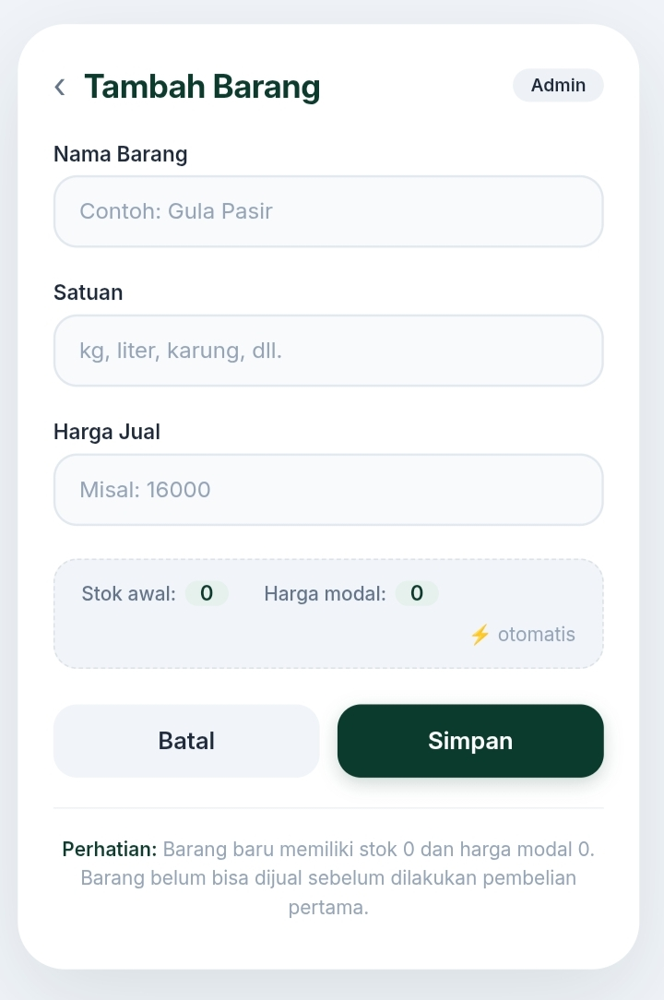 ‹ Tambah Barang Admin
Nama Barang
Contoh: Gula Pasir
Satuan
kg, liter, karung, dll.
Harga Jual
Misal: 16000
Stok awal: 0 Harga modal: 0
⚡ otomatis
Batal Simpan
Perhatian: Barang baru memiliki stok 0 dan harga modal 0.
Barang belum bisa dijual sebelum dilakukan pembelian
pertama.